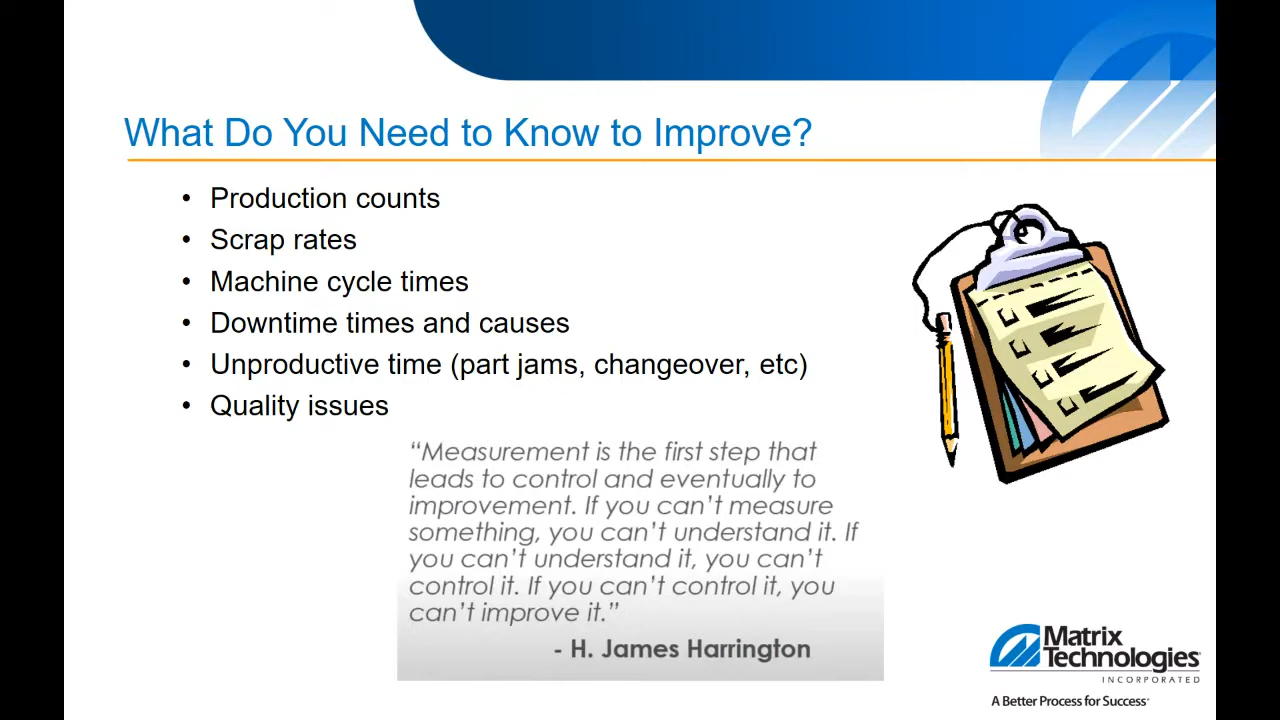 What Do You Need to Know to Improve?
• Production counts
• Scrap rates
• Machine cycle times
• Downtime times and causes
• Unproductive time (part jams, changeover, etc)
• Quality issues
“Measurement is the first step that
leads to control and eventually to
improvement. If you can’t measure
something, you can’t understand it. If
you can’t understand it, you can’t
control it. If you can’t control it, you
can’t improve it.”
- H. James Harrington
Matrix
Technologies
INCORPORATED
A Better Process for Success